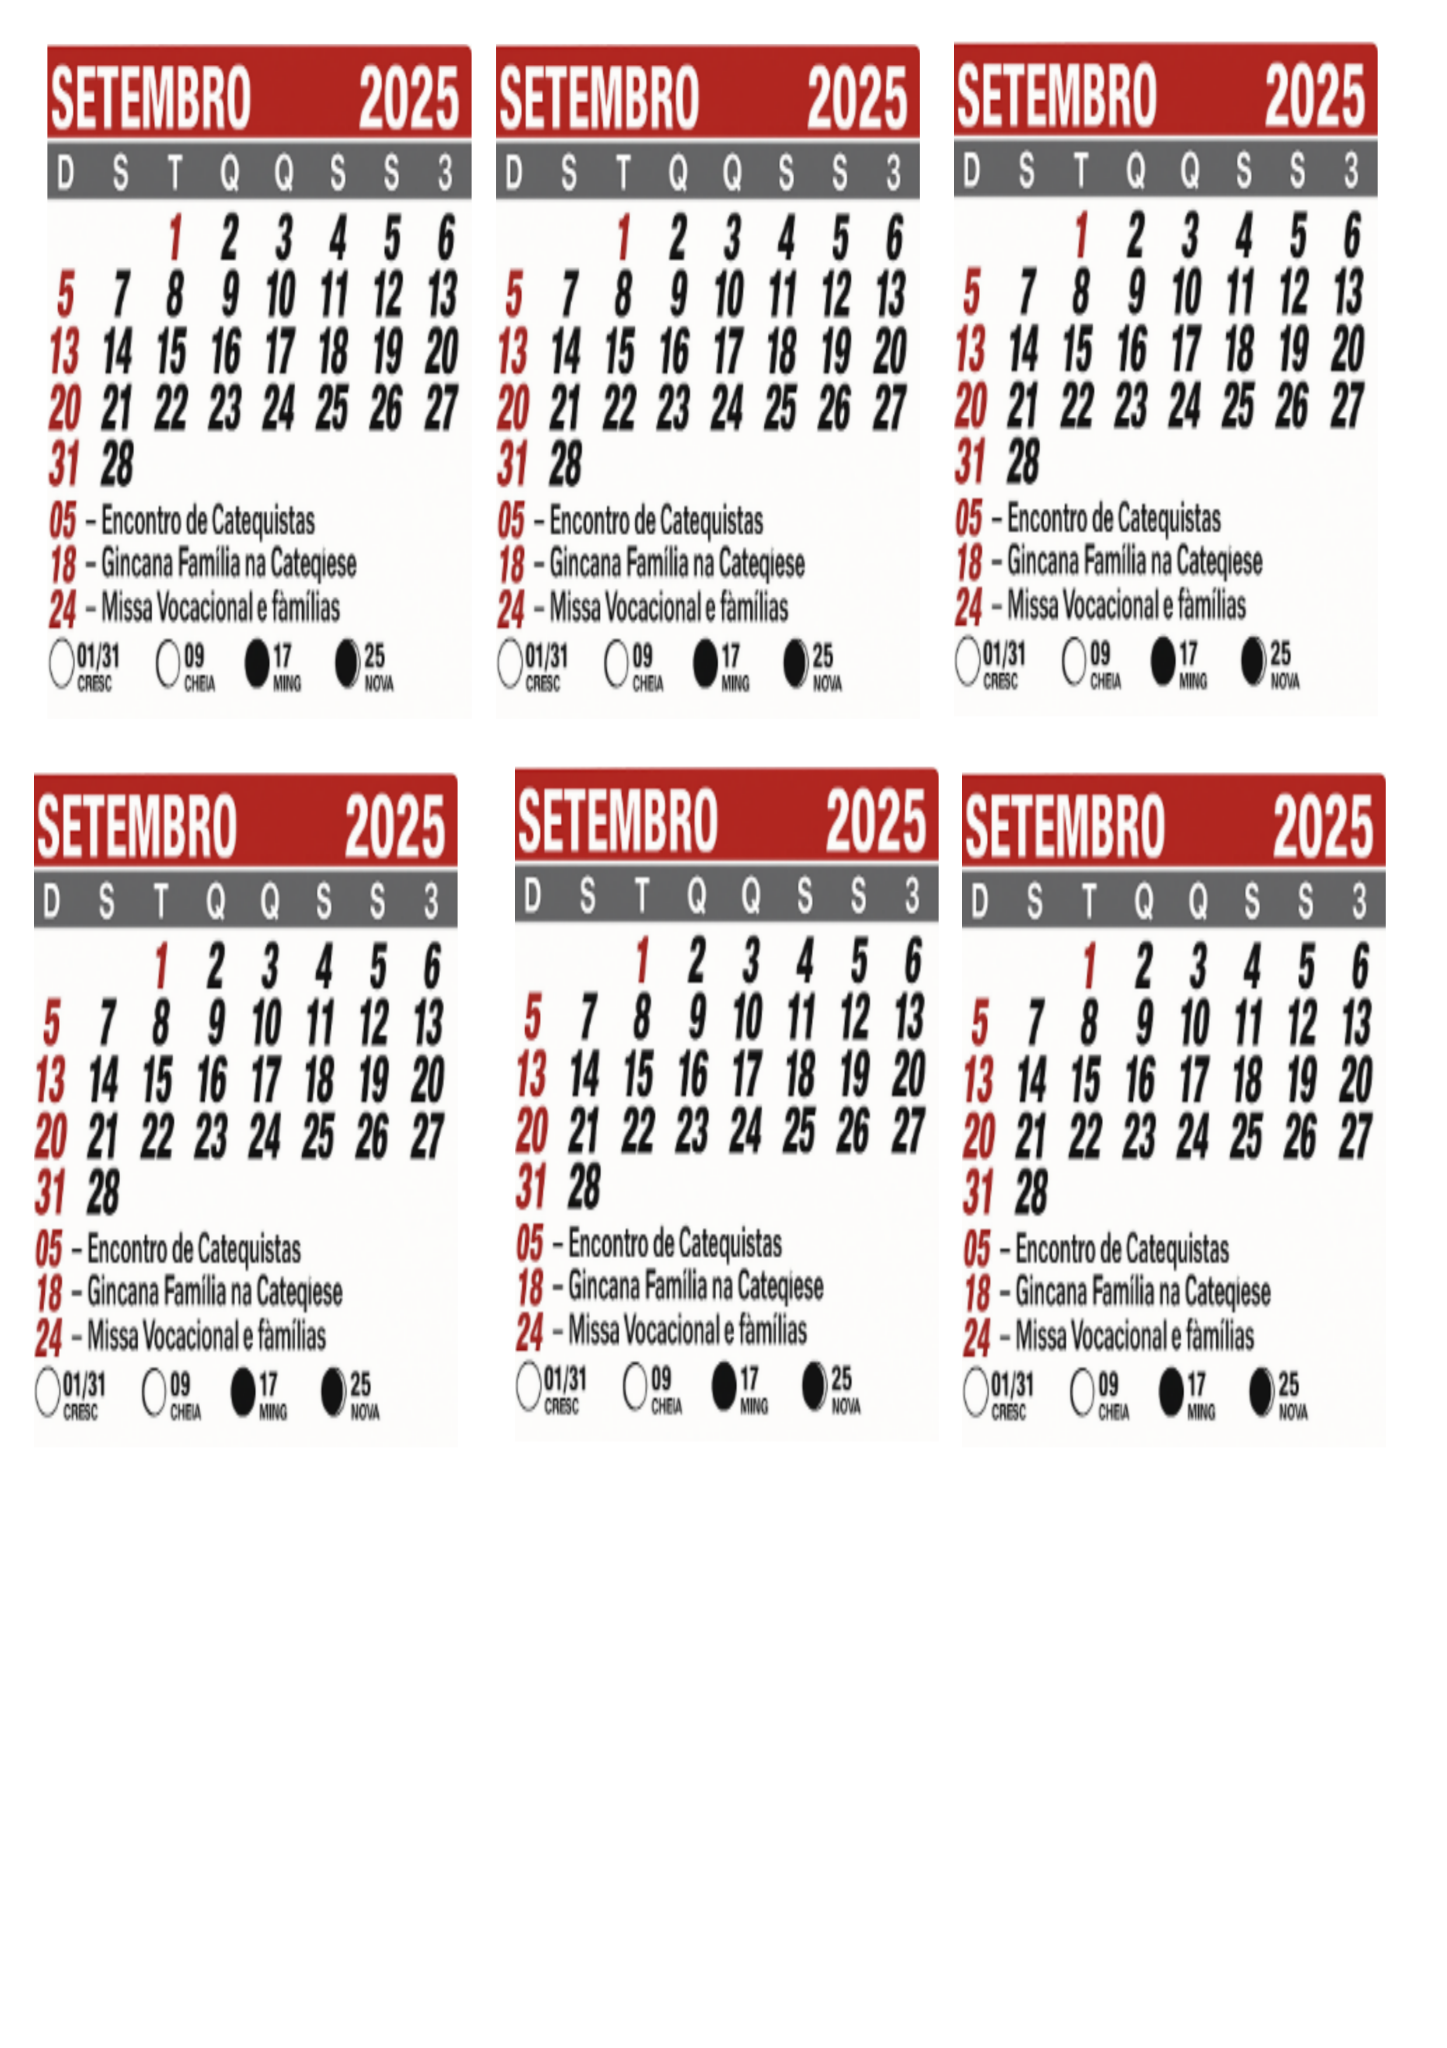 SETEMBRO 2025
D S T Q Q S S 3
1 2 3 4 5 6
5 7 8 9 10 11 12 13
13 14 15 16 17 18 19 20
20 21 22 23 24 25 26 27
31 28
05 – Encontro de Catequistas
18 – Gincana Família na Cateqiese
24 – Missa Vocacional e fàmílias
01/31 09 17 25
CRESC CHEIA MING NOVA
SETEMBRO 2025
D S T Q Q S S 3
1 2 3 4 5 6
5 7 8 9 10 11 12 13
13 14 15 16 17 18 19 20
20 21 22 23 24 25 26 27
31 28
05 – Encontro de Catequistas
18 – Gincana Família na Cateqiese
24 – Missa Vocacional e fàmílias
01/31 09 17 25
CRESC CHEIA MING NOVA
SETEMBRO 2025
D S T Q Q S S 3
1 2 3 4 5 6
5 7 8 9 10 11 12 13
13 14 15 16 17 18 19 20
20 21 22 23 24 25 26 27
31 28
05 – Encontro de Catequistas
18 – Gincana Família na Cateqiese
24 – Missa Vocacional e fàmílias
01/31 09 17 25
CRESC CHEIA MING NOVA
SETEMBRO 2025
D S T Q Q S S 3
1 2 3 4 5 6
5 7 8 9 10 11 12 13
13 14 15 16 17 18 19 20
20 21 22 23 24 25 26 27
31 28
05 – Encontro de Catequistas
18 – Gincana Família na Cateqiese
24 – Missa Vocacional e fàmílias
01/31 09 17 25
CRESC CHEIA MING NOVA
SETEMBRO 2025
D S T Q Q S S 3
1 2 3 4 5 6
5 7 8 9 10 11 12 13
13 14 15 16 17 18 19 20
20 21 22 23 24 25 26 27
31 28
05 – Encontro de Catequistas
18 – Gincana Família na Cateqiese
24 – Missa Vocacional e fàmílias
01/31 09 17 25
CRESC CHEIA MING NOVA
SETEMBRO 2025
D S T Q Q S S 3
1 2 3 4 5 6
5 7 8 9 10 11 12 13
13 14 15 16 17 18 19 20
20 21 22 23 24 25 26 27
31 28
05 – Encontro de Catequistas
18 – Gincana Família na Cateqiese
24 – Missa Vocacional e fàmílias
01/31 09 17 25
CRESC CHEIA MING NOVA